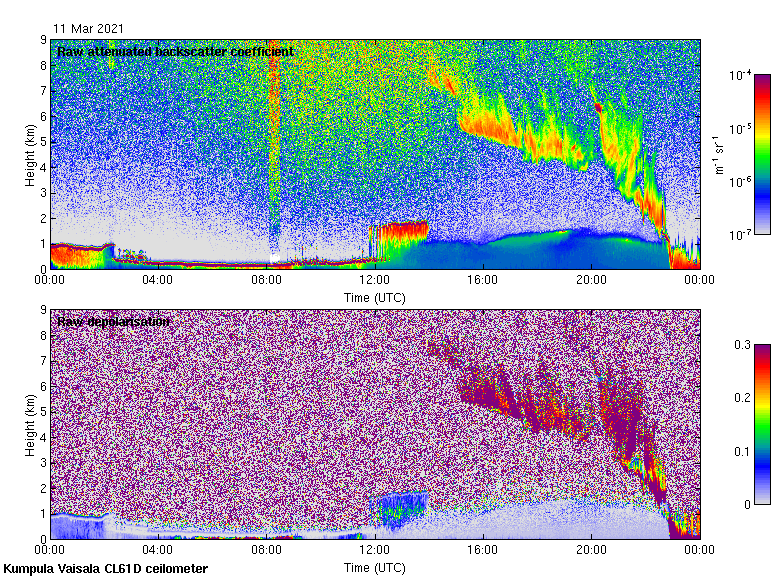 11 Mar 2021
Raw attenuated backscatter coefficient
Height (km)
9
8
7
6
5
4
3
2
1
0
00:00 04:00 08:00 12:00 16:00 20:00 00:00
Time (UTC)
10⁻⁴
10⁻⁵
10⁻⁶
10⁻⁷
m⁻¹ sr⁻¹
Raw depolarisation
Height (km)
9
8
7
6
5
4
3
2
1
0
00:00 04:00 08:00 12:00 16:00 20:00 00:00
Time (UTC)
0.3
0.2
0.1
0
Kumpula Vaisala CL61D ceilometer